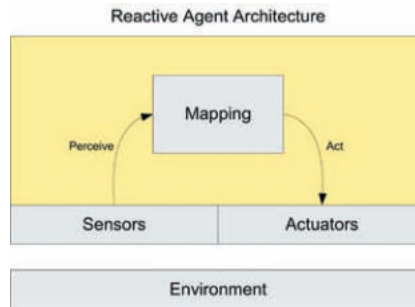 Reactive Agent Architecture
Mapping
Perceive
Act
Sensors
Actuators
Environment